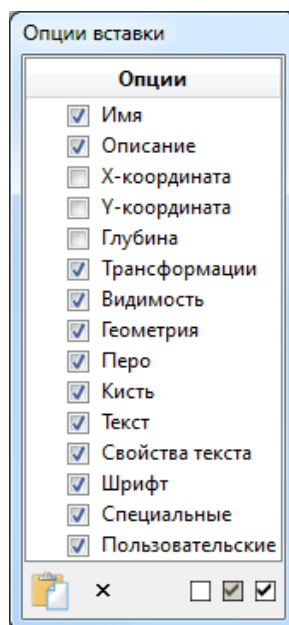 Опции вставки
Опции
Имя
Описание
X-координата
Y-координата
Глубина
Трансформации
Видимость
Геометрия
Перо
Кисть
Текст
Свойства текста
Шрифт
Специальные
Пользовательские